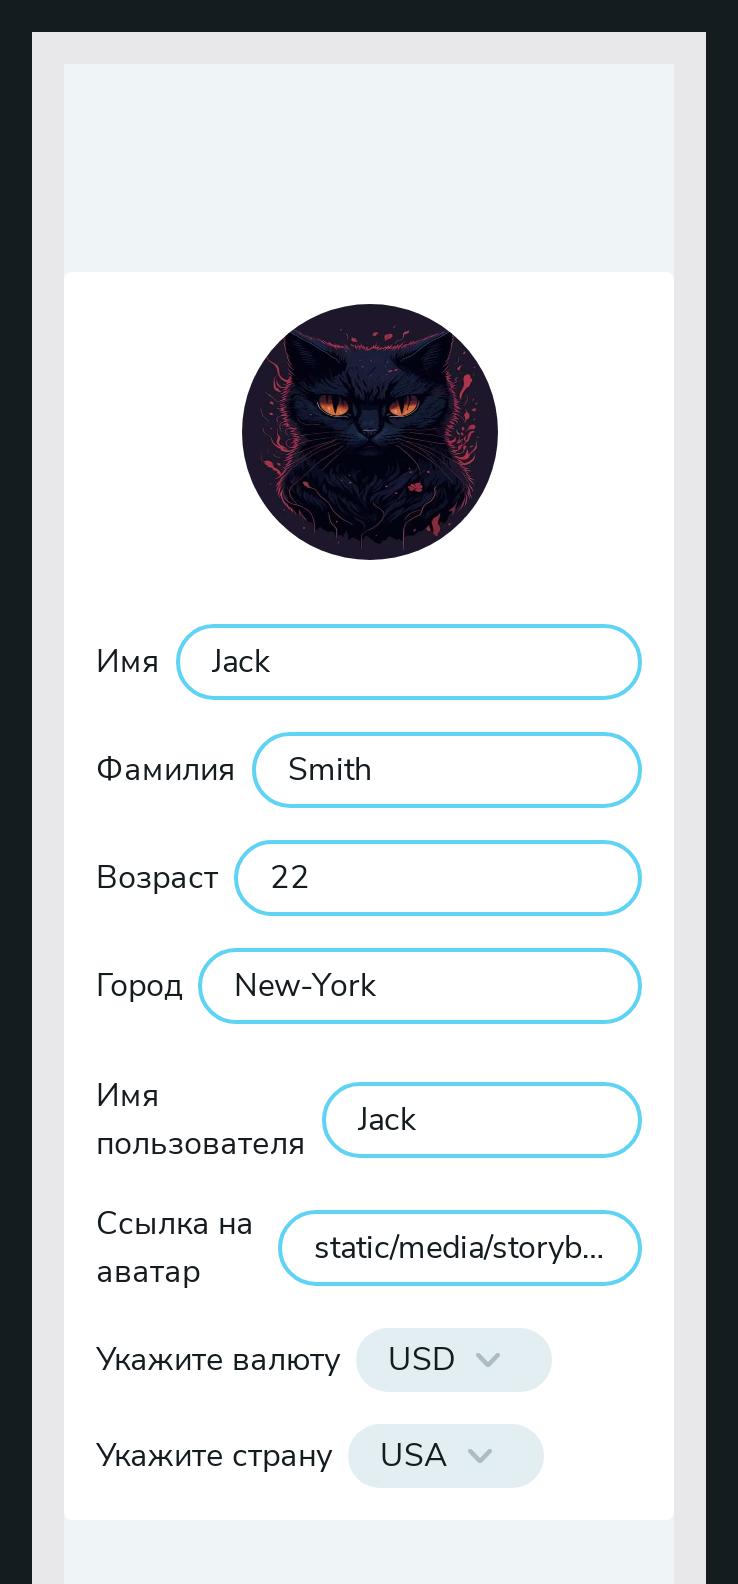 Имя Jack
Фамилия Smith
Возраст 22
Город New-York
Имя
пользователя
Jack
Ссылка на
аватар
static/media/storyb...
Укажите валюту USD
Укажите страну USA